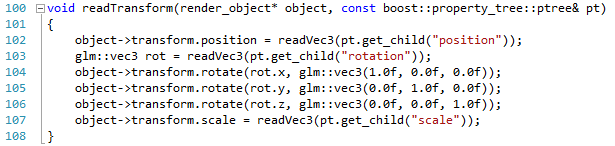 100 void readTransform(render_object* object, const boost::property_tree::ptree& pt)
101 {
102 object->transform.position = readVec3(pt.get_child("position"));
103 glm::vec3 rot = readVec3(pt.get_child("rotation"));
104 object->transform.rotate(rot.x, glm::vec3(1.0f, 0.0f, 0.0f));
105 object->transform.rotate(rot.y, glm::vec3(0.0f, 1.0f, 0.0f));
106 object->transform.rotate(rot.z, glm::vec3(0.0f, 0.0f, 1.0f));
107 object->transform.scale = readVec3(pt.get_child("scale"));
108 }